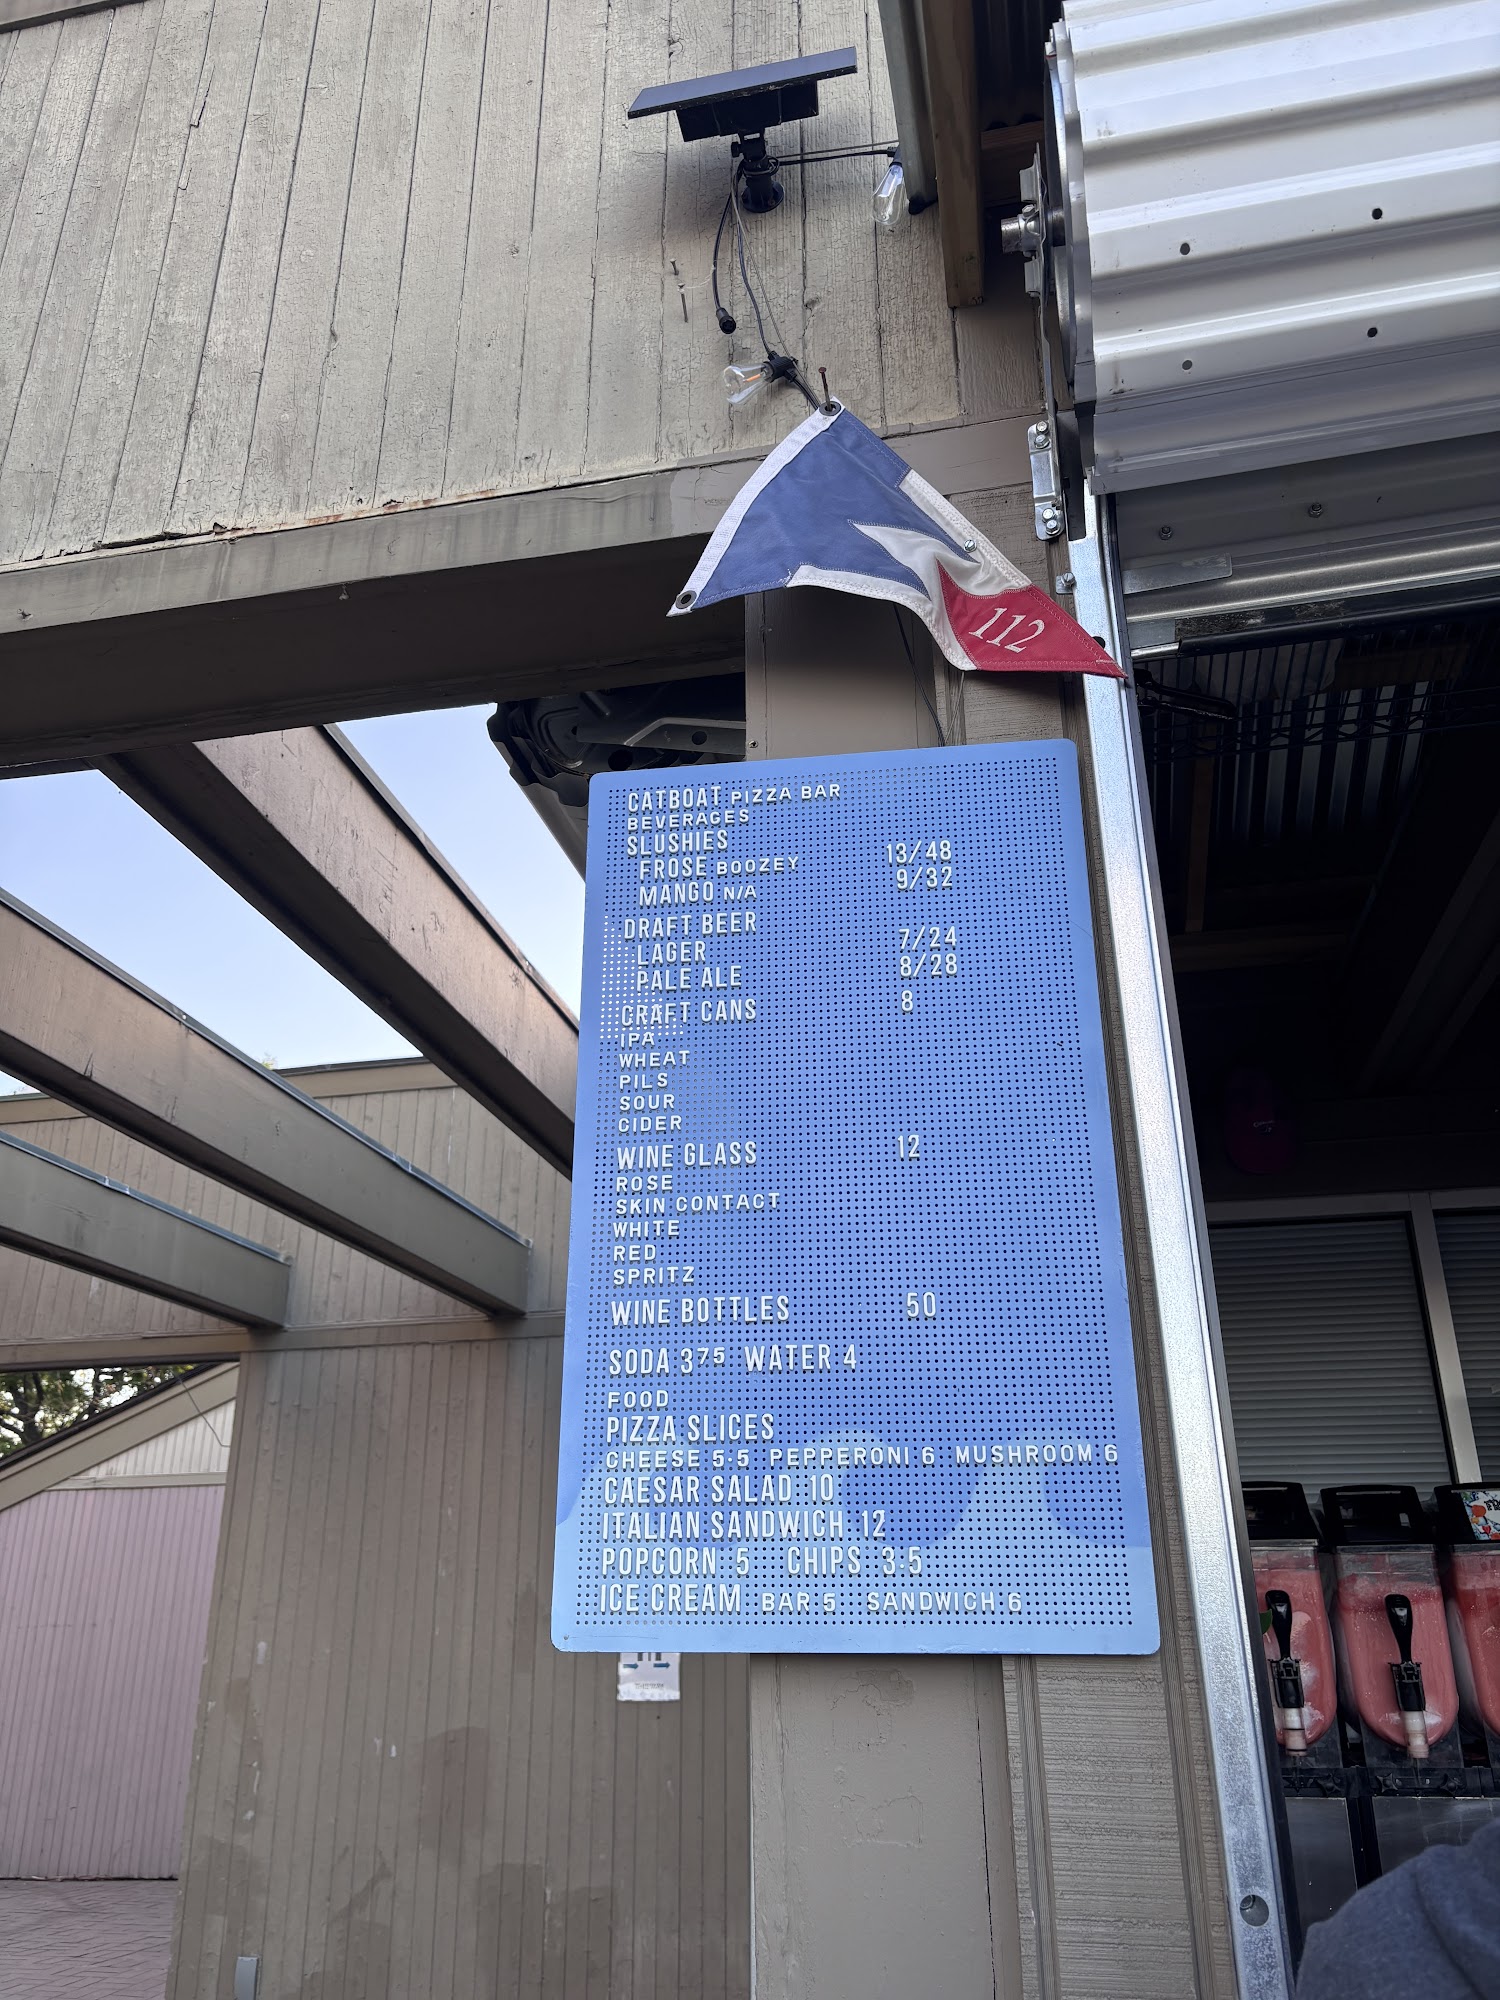 112
CATBOAT PIZZA BAR
BEVERAGES
SLUSHIES
FROSE BOOZEY 13/48
MANGO N/A 9/32
DRAFT BEER
LAGER 7/24
PALE ALE 8/28
CRAFT CANS 8
IPA
WHEAT
PILS
SOUR
CIDER
WINE GLASS 12
ROSE
SKIN CONTACT
WHITE
RED
SPRITZ
WINE BOTTLES 50
SODA 375 WATER 4
FOOD
PIZZA SLICES
CHEESE 5.5 PEPPERONI 6 MUSHROOM 6
CAESAR SALAD 10
ITALIAN SANDWICH 12
POPCORN 5 CHIPS 3.5
ICE CREAM BAR 5 SANDWICH 6